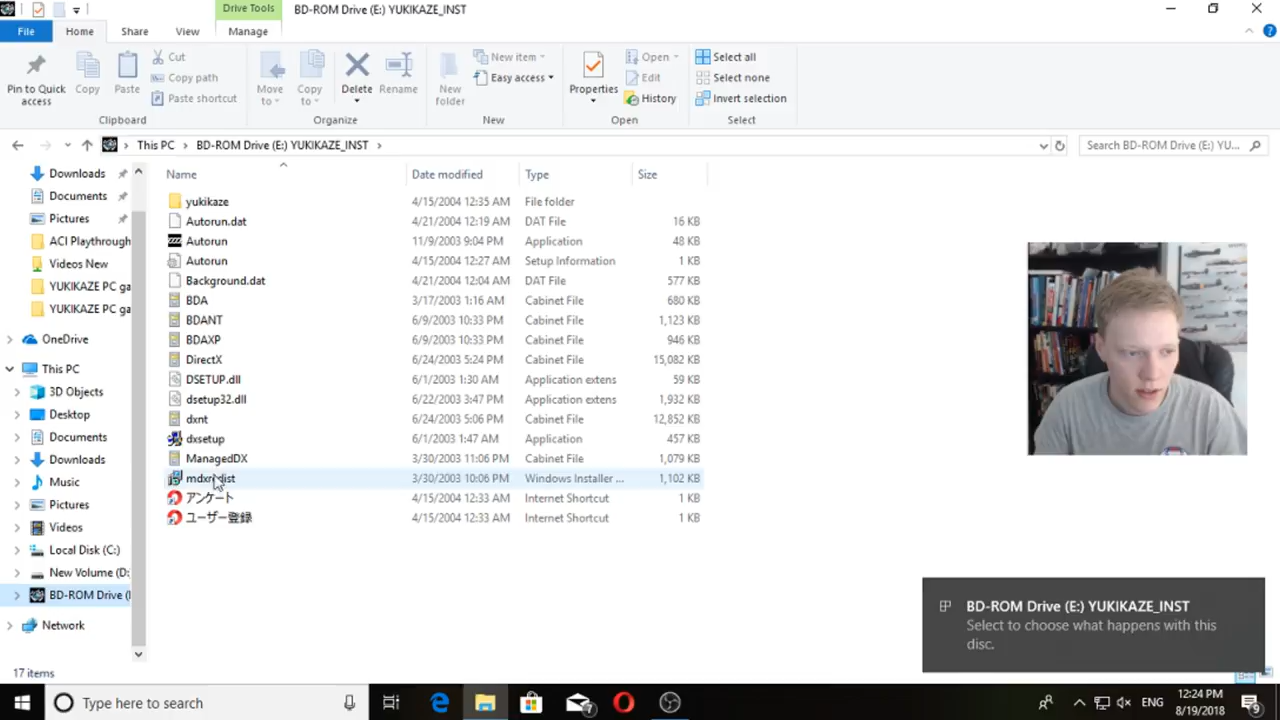 Drive Tools
BD-ROM Drive (E:) YUKIKAZE_INST
File
Home
Share
View
Manage
Pin to Quick access
Copy
Paste
Cut
Copy path
Paste shortcut
Clipboard
Move to
Copy to
Delete
Rename
Organize
New folder
New item
Easy access
New
Properties
Open
Edit
History
Open
Select all
Select none
Invert selection
Select
This PC > BD-ROM Drive (E:) YUKIKAZE_INST >
Search BD-ROM Drive (E:) YU...
Name Date modified Type Size
yukikaze 4/15/2004 12:35 AM File folder
Autorun.dat 4/21/2004 12:19 AM DAT File 16 KB
Autorun 11/9/2003 9:04 PM Application 48 KB
Autorun 4/15/2004 12:27 AM Setup Information 1 KB
Background.dat 4/21/2004 12:04 AM DAT File 577 KB
BDA 3/17/2003 1:16 AM Cabinet File 680 KB
BDANT 6/9/2003 10:33 PM Cabinet File 1,123 KB
BDAXP 6/9/2003 10:33 PM Cabinet File 946 KB
DirectX 6/24/2003 5:24 PM Cabinet File 15,082 KB
DSETUP.dll 6/1/2003 1:30 AM Application extens 59 KB
dsetup32.dll 6/22/2003 3:47 PM Application extens 1,932 KB
dxnt 6/24/2003 5:06 PM Cabinet File 12,852 KB
dxsetup 6/1/2003 1:47 AM Application 457 KB
ManagedDX 3/30/2003 11:06 PM Cabinet File 1,079 KB
mdxredist 3/30/2003 10:06 PM Windows Installer ... 1,102 KB
アンケート 4/15/2004 12:33 AM Internet Shortcut 1 KB
ユーザー登録 4/15/2004 12:33 AM Internet Shortcut 1 KB
Downloads
Documents
Pictures
ACI Playthrough
Videos New
YUKIKAZE PC ga
YUKIKAZE PC ga
OneDrive
This PC
3D Objects
Desktop
Documents
Downloads
Music
Pictures
Videos
Local Disk (C:)
New Volume (D:
BD-ROM Drive (
Network
BD-ROM Drive (E:) YUKIKAZE_INST
Select to choose what happens with this
disc.
17 items
Type here to search
7
ENG
12:24 PM
8/19/2018
9